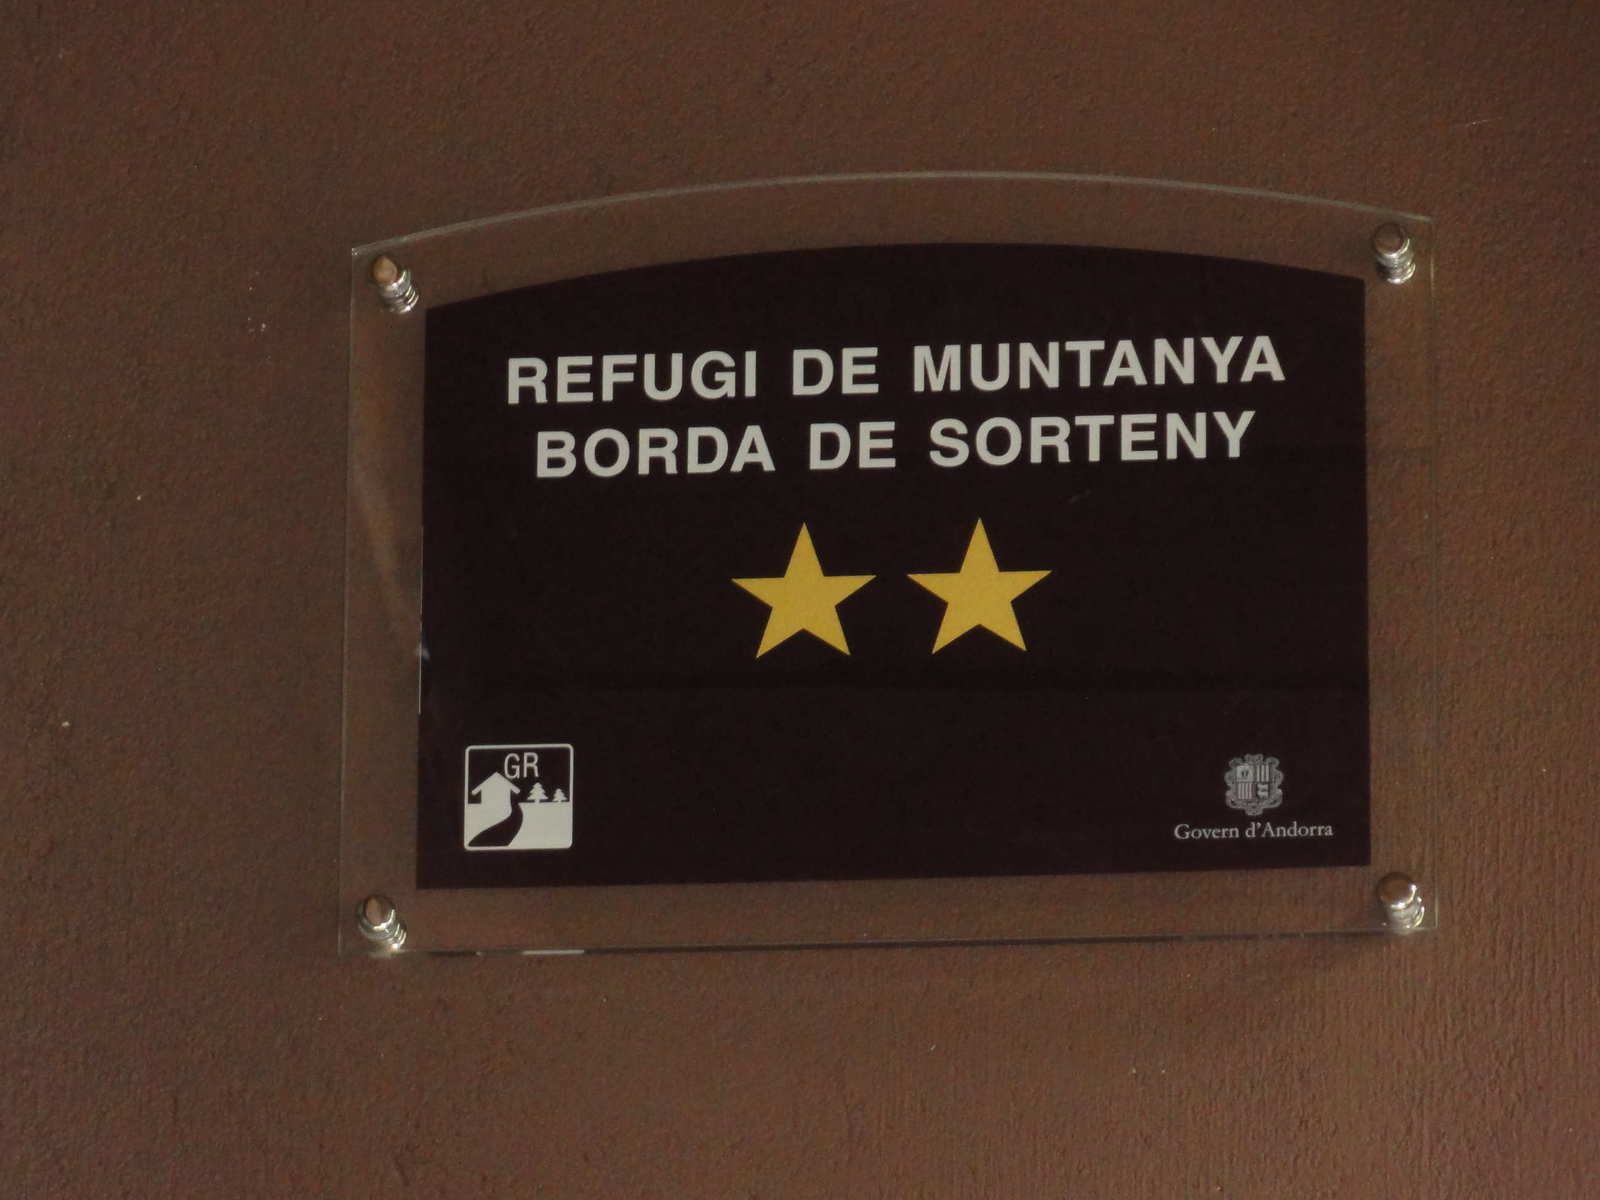 REFUGI DE MUNTANYA
BORDA DE SORTENY
GR
Govern d'Andorra